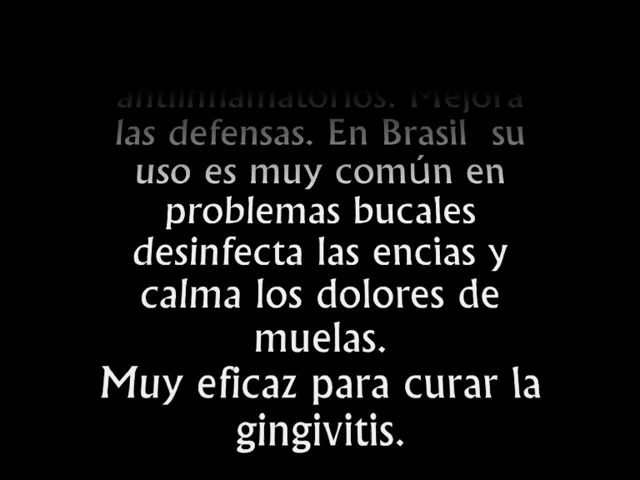 antiinflamatorios. Mejora
las defensas. En Brasil su
uso es muy común en
problemas bucales
desinfecta las encias y
calma los dolores de
muelas.
Muy eficaz para curar la
gingivitis.